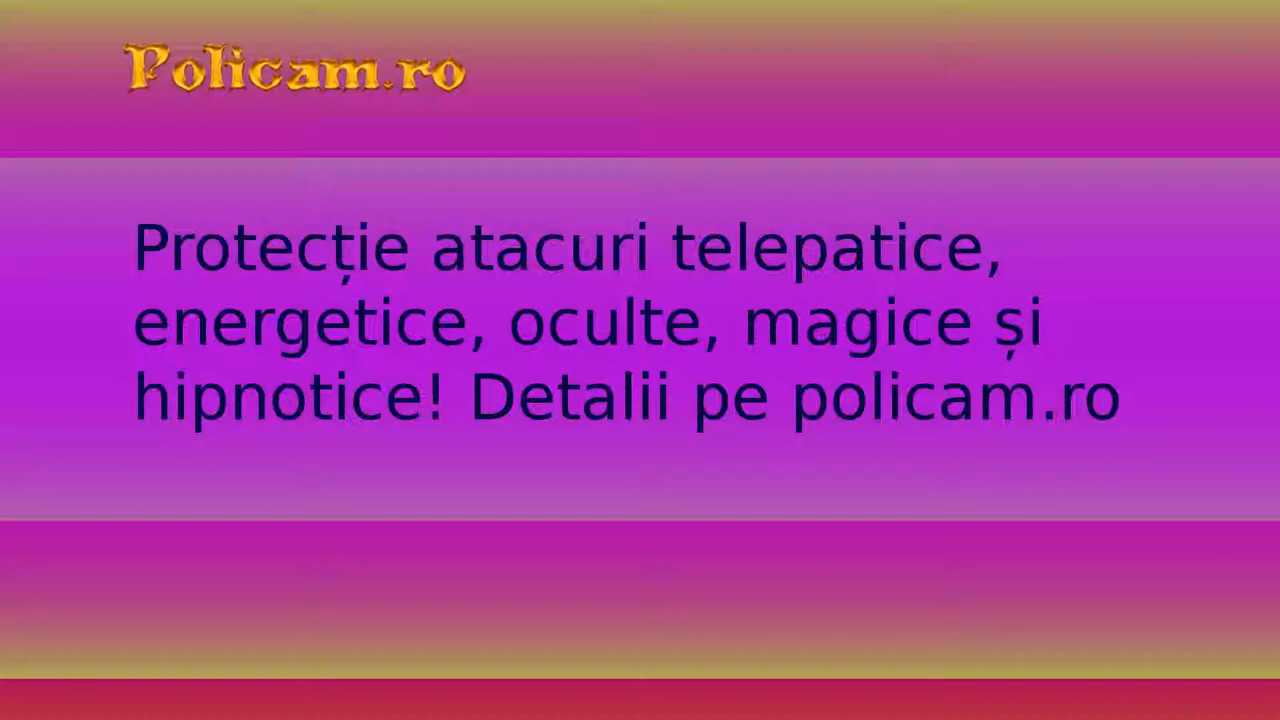 Policam.ro
Protecție atacuri telepatice,
energetice, oculte, magice și
hipnotice! Detalii pe policam.ro